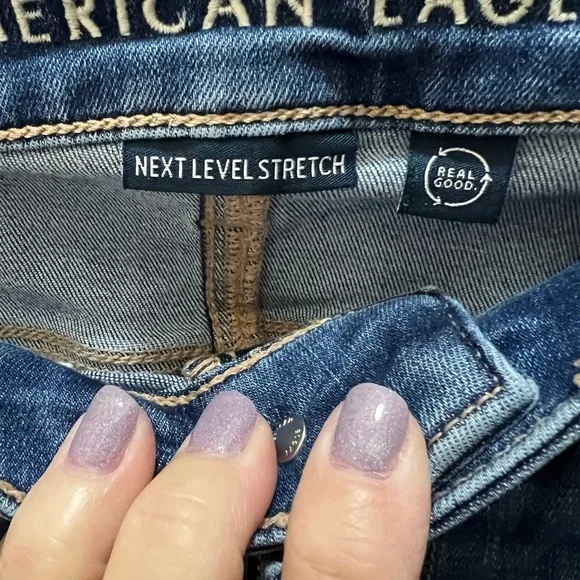 AMERICAN EAGLE
NEXT LEVEL STRETCH
REAL
GOOD.